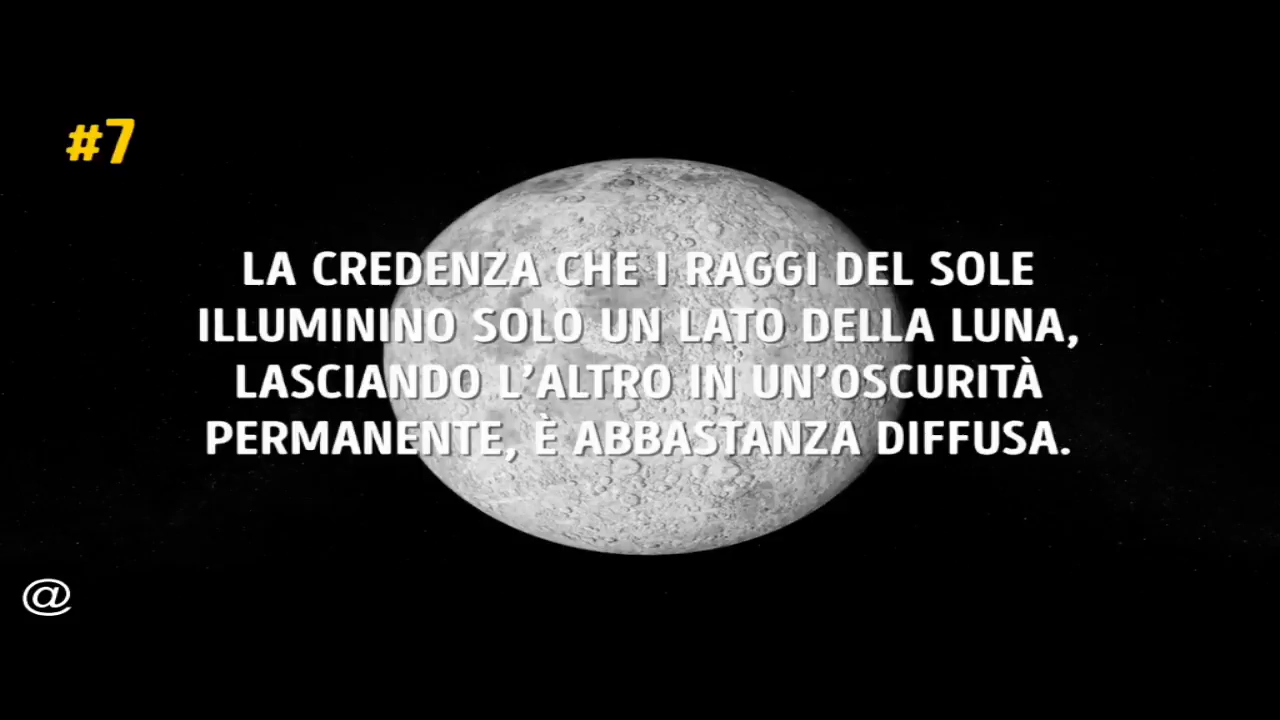 #7
LA CREDENZA CHE I RAGGI DEL SOLE
ILLUMININO SOLO UN LATO DELLA LUNA,
LASCIANDO L’ALTRO IN UN’OSCURITÀ
PERMANENTE, È ABBASTANZA DIFFUSA.
@